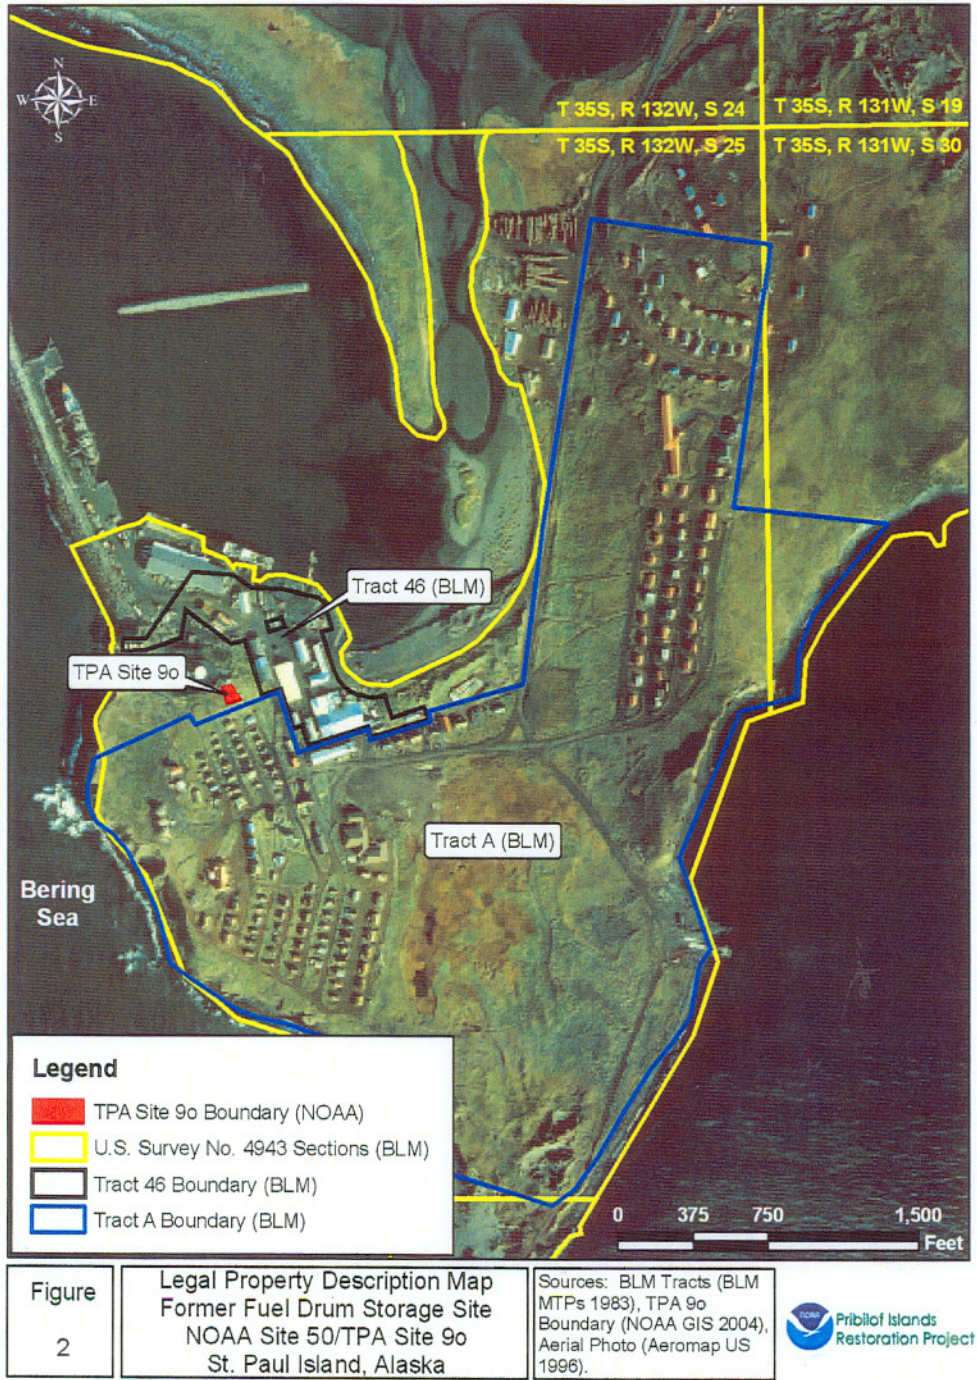 N
W E
S
T 35S, R 132W, S 24
T 35S, R 131W, S 19
T 35S, R 132W, S 25
T 35S, R 131W, S 30
Tract 46 (BLM)
TPA Site 9o
Tract A (BLM)
Bering
Sea
Legend
TPA Site 9o Boundary (NOAA)
U.S. Survey No. 4943 Sections (BLM)
Tract 46 Boundary (BLM)
Tract A Boundary (BLM)
0 375 750 1,500
Feet
Figure
2
Legal Property Description Map
Former Fuel Drum Storage Site
NOAA Site 50/TPA Site 9o
St. Paul Island, Alaska
Sources: BLM Tracts (BLM
MTPs 1983), TPA 9o
Boundary (NOAA GIS 2004),
Aerial Photo (Aeromap US
1996).
NOAA
Pribilof Islands
Restoration Project